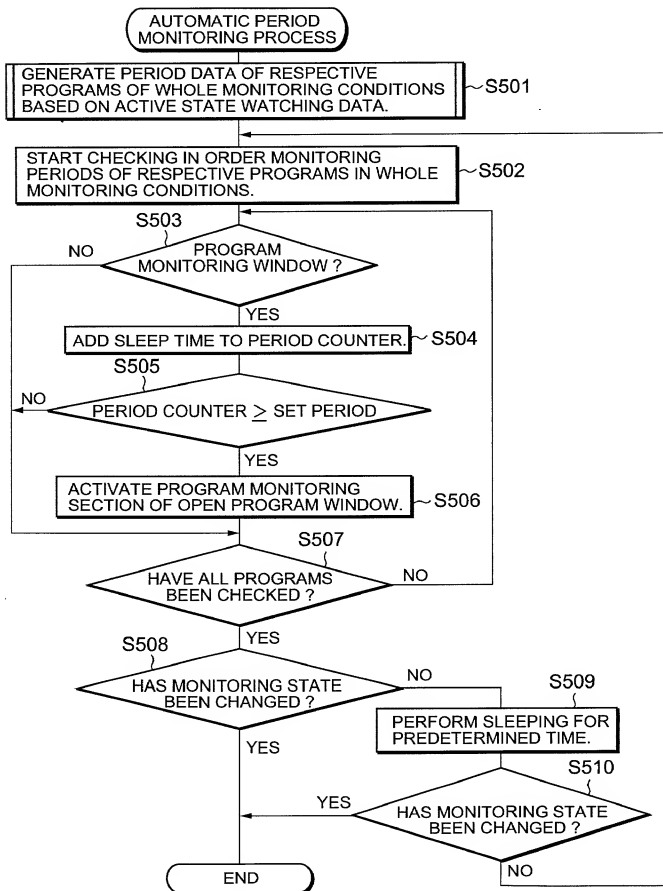 AUTOMATIC PERIOD
MONITORING PROCESS
GENERATE PERIOD DATA OF RESPECTIVE
PROGRAMS OF WHOLE MONITORING CONDITIONS
BASED ON ACTIVE STATE WATCHING DATA.
S501
START CHECKING IN ORDER MONITORING
PERIODS OF RESPECTIVE PROGRAMS IN WHOLE
MONITORING CONDITIONS.
S502
S503
NO
PROGRAM
MONITORING WINDOW ?
YES
ADD SLEEP TIME TO PERIOD COUNTER.
S504
S505
NO
PERIOD COUNTER ≥ SET PERIOD
YES
ACTIVATE PROGRAM MONITORING
SECTION OF OPEN PROGRAM WINDOW.
S506
S507
HAVE ALL PROGRAMS
BEEN CHECKED ?
NO
YES
S508
HAS MONITORING STATE
BEEN CHANGED ?
NO
YES
S509
PERFORM SLEEPING FOR
PREDETERMINED TIME.
S510
YES
HAS MONITORING STATE
BEEN CHANGED ?
NO
END